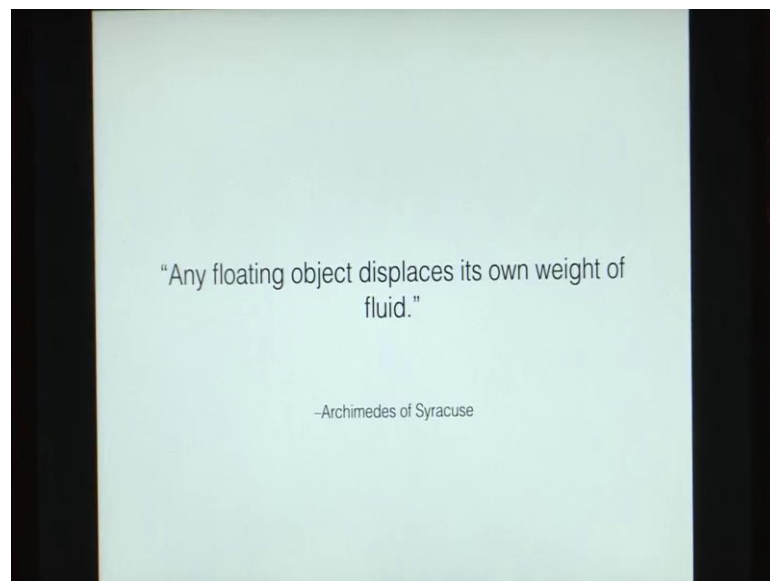 “Any floating object displaces its own weight of
fluid.”
–Archimedes of Syracuse